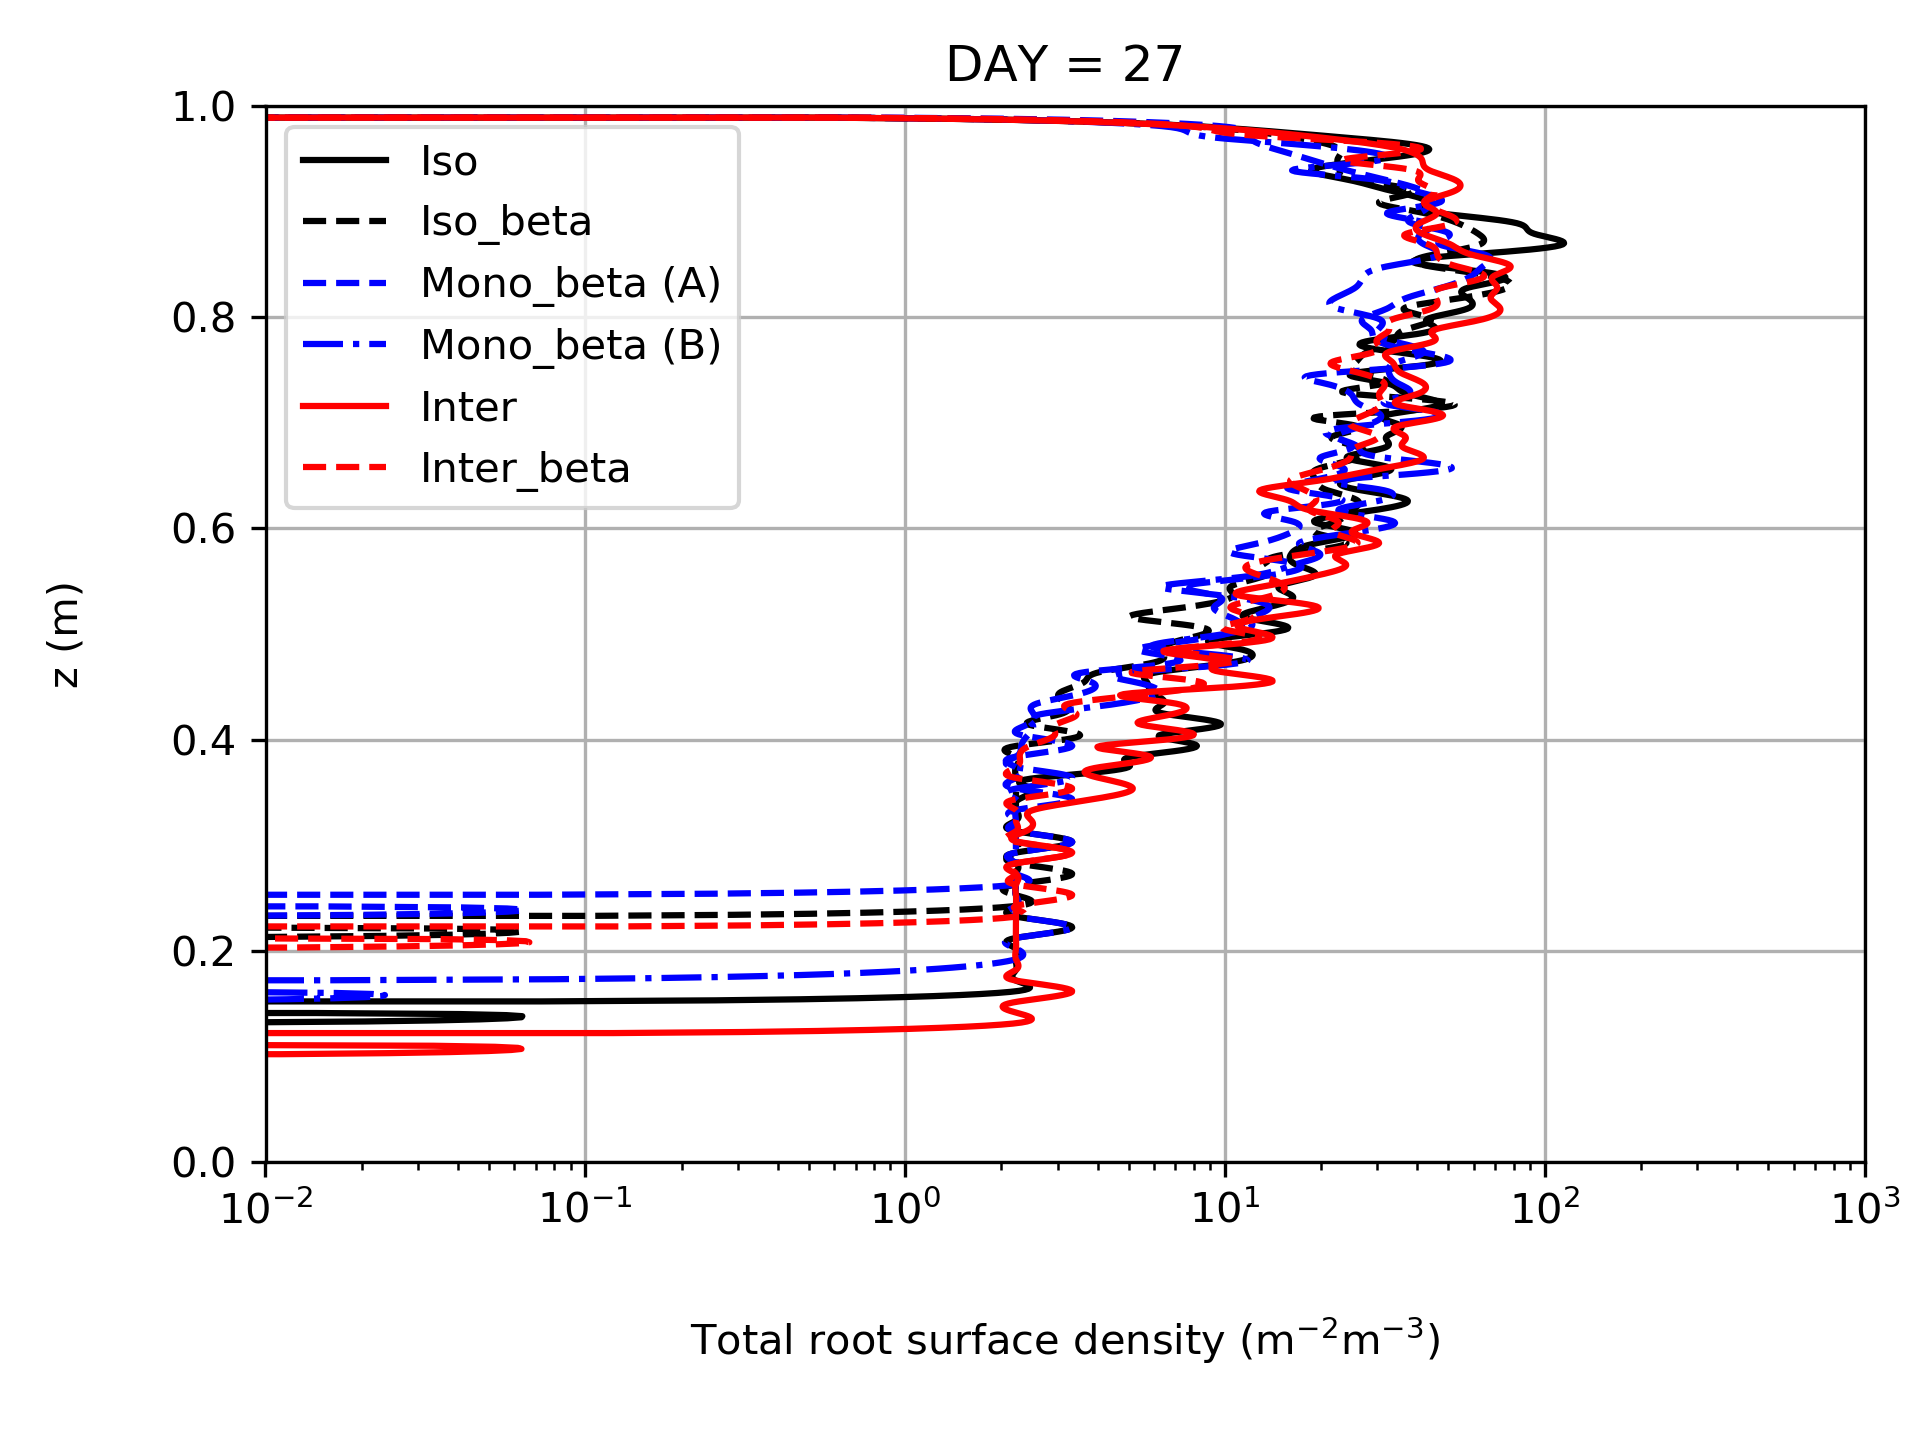 DAY = 27
1.0
0.8
0.6
0.4
0.2
0.0
z (m)
Iso
Iso_beta
Mono_beta (A)
Mono_beta (B)
Inter
Inter_beta
10⁻² 10⁻¹ 10⁰ 10¹ 10² 10³
Total root surface density (m⁻²m⁻³)